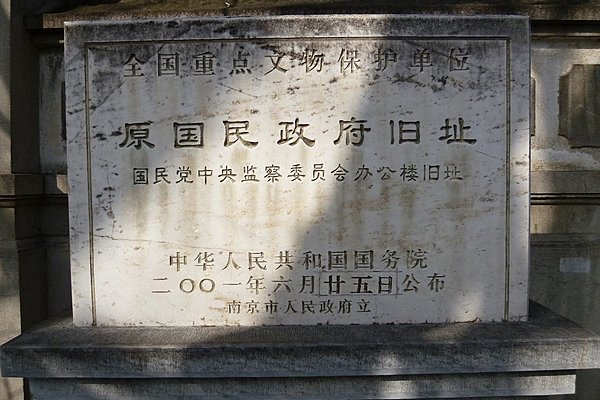 全国重点文物保护单位
原国民政府旧址
国民党中央监察委员会办公楼旧址
中华人民共和国国务院
二〇〇一年六月廿五日公布
南京市人民政府立